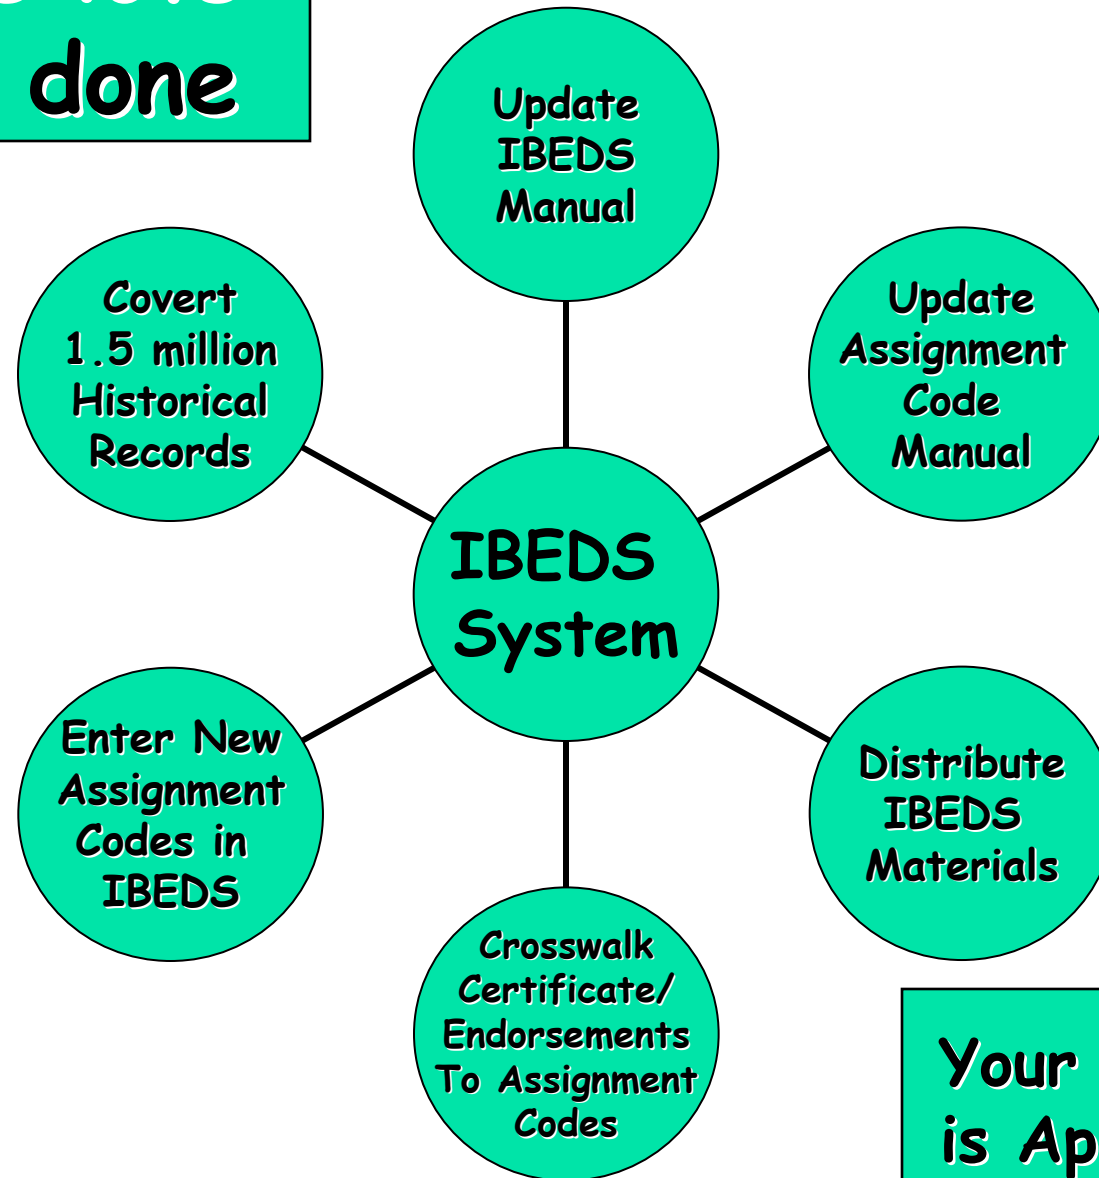 done
Update
IBEDS
Manual
Covert
1.5 million
Historical
Records
Update
Assignment
Code
Manual
IBEDS
System
Enter New
Assignment
Codes in
IBEDS
Distribute
IBEDS
Materials
Crosswalk
Certificate/
Endorsements
To Assignment
Codes
Your
is